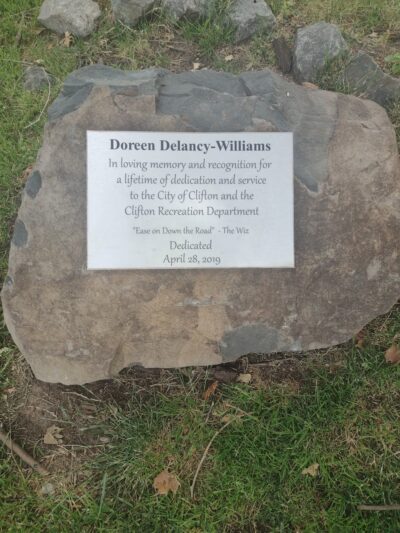 Doreen Delancy-Williams
In loving memory and recognition for
a lifetime of dedication and service
to the City of Clifton and the
Clifton Recreation Department
"Ease on Down the Road" - The Wiz
Dedicated
April 28, 2019